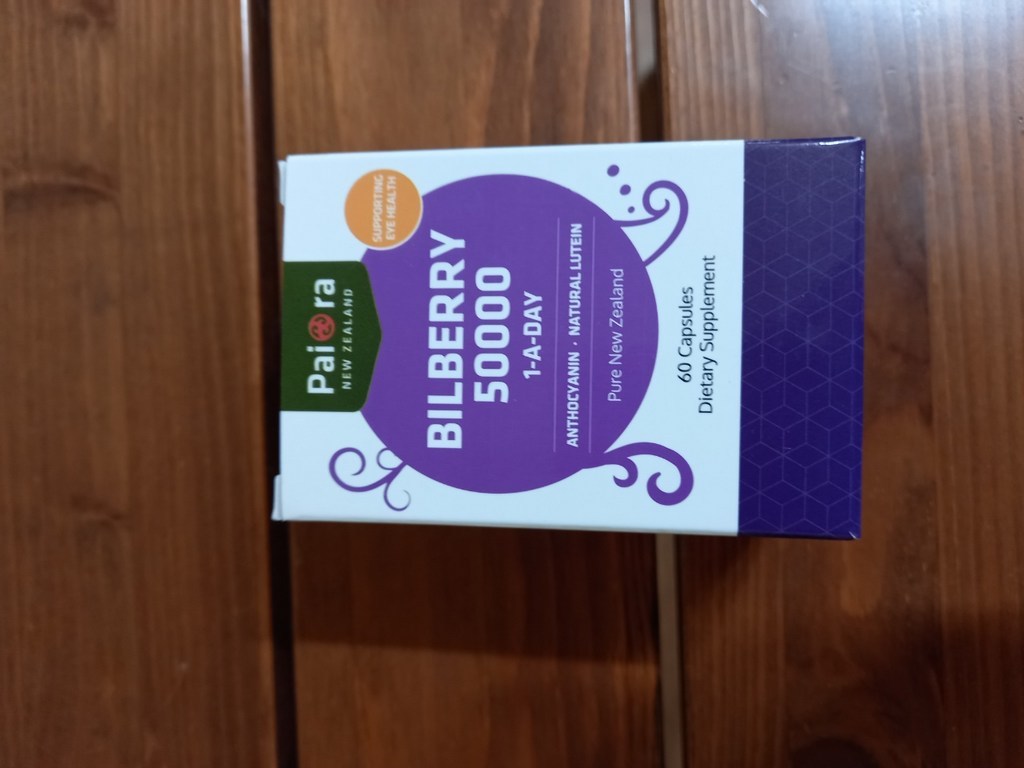 Paiora
NEW ZEALAND
SUPPORTING
EYE HEALTH
BILBERRY
50000
1-A-DAY
ANTHOCYANIN · NATURAL LUTEIN
Pure New Zealand
60 Capsules
Dietary Supplement